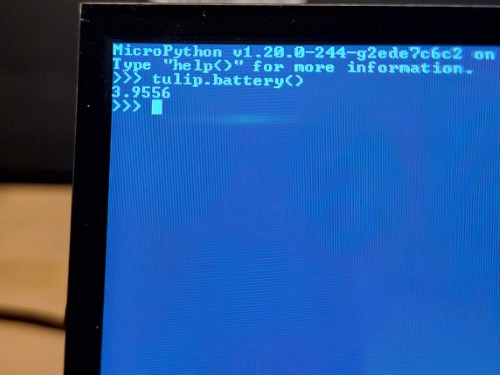 MicroPython v1.20.0-244-g2ede7c6c2 on
Type "help()" for more information.
>>> tulip.battery()
3.9556
>>>